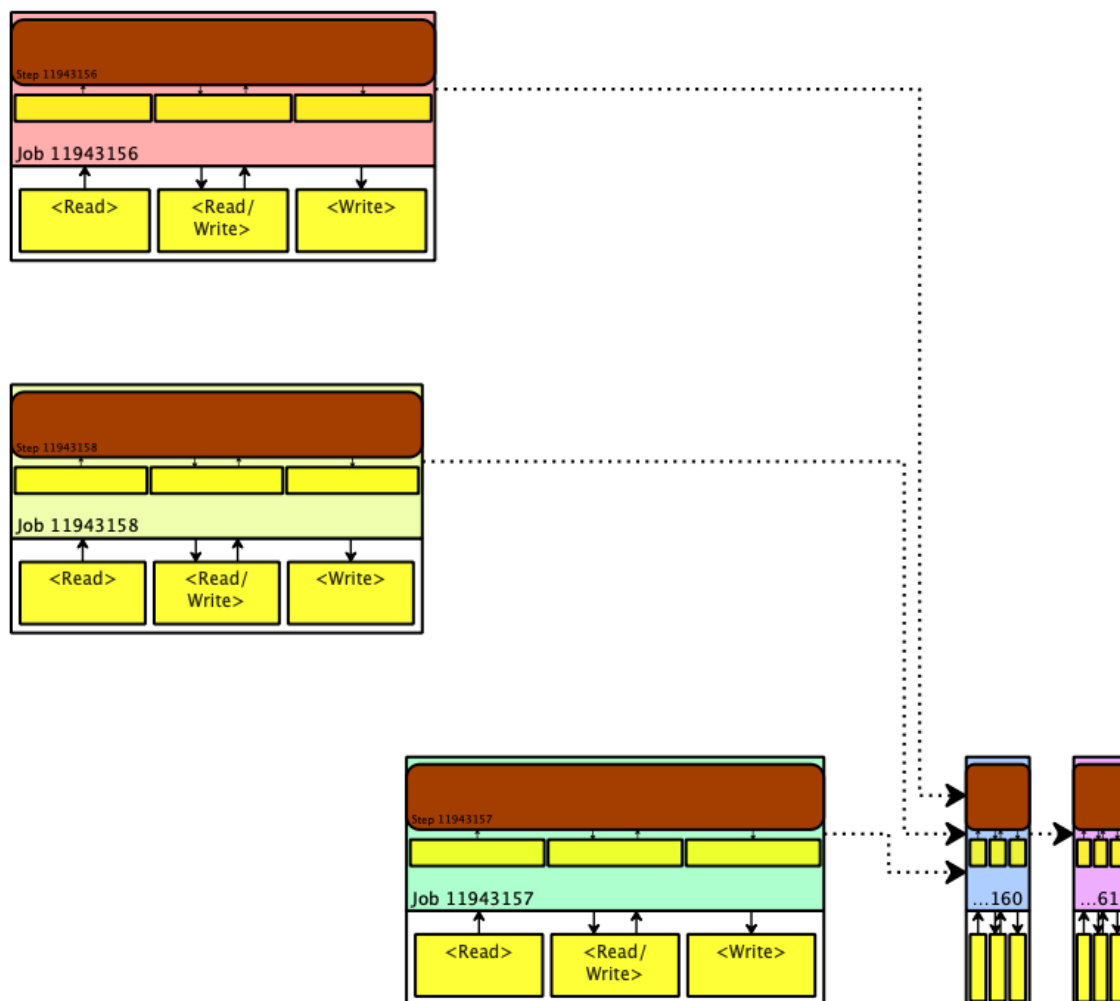 Step 11943156
Job 11943156
<Read>
<Read/
Write>
<Write>
Step 11943158
Job 11943158
<Read>
<Read/
Write>
<Write>
Step 11943157
Job 11943157
<Read>
<Read/
Write>
<Write>
...160
...61